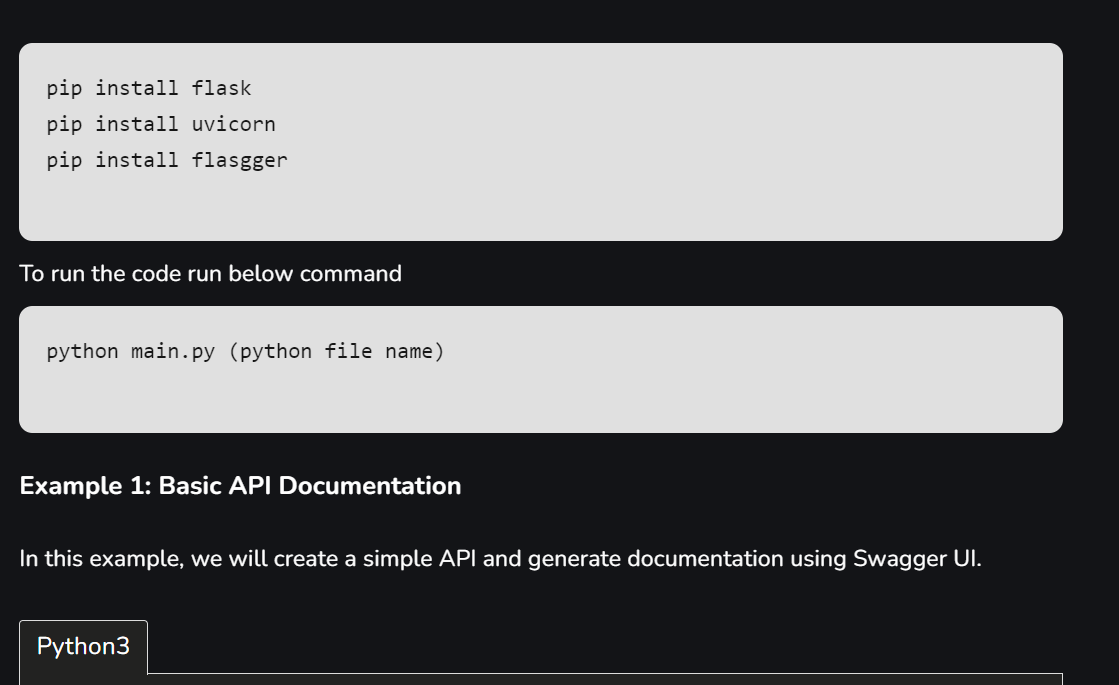 pip install flask
pip install uvicorn
pip install flasgger
To run the code run below command
python main.py (python file name)
Example 1: Basic API Documentation
In this example, we will create a simple API and generate documentation using Swagger UI.
Python3